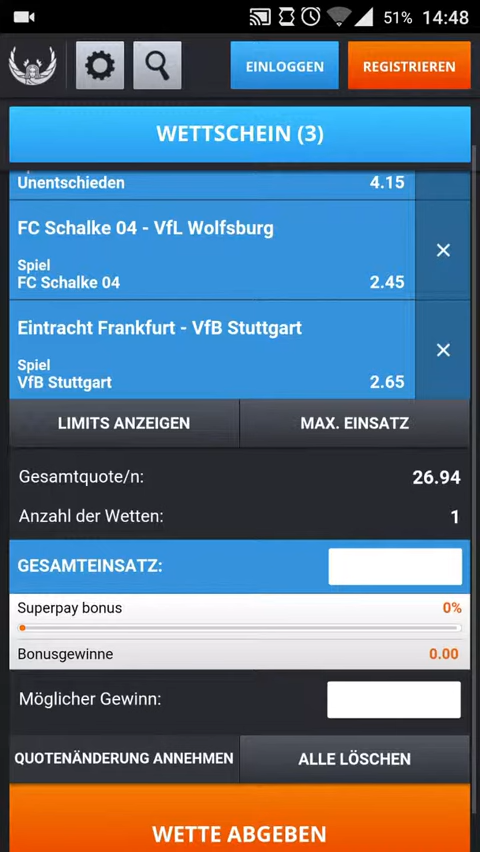 51% 14:48
EINLOGGEN REGISTRIEREN
WETTSCHEIN (3)
Unentschieden 4.15
FC Schalke 04 - VfL Wolfsburg
Spiel
FC Schalke 04 2.45
Eintracht Frankfurt - VfB Stuttgart
Spiel
VfB Stuttgart 2.65
LIMITS ANZEIGEN MAX. EINSATZ
Gesamtquote/n: 26.94
Anzahl der Wetten: 1
GESAMTEINSATZ:
Superpay bonus 0%
Bonusgewinne 0.00
Möglicher Gewinn:
QUOTENÄNDERUNG ANNEHMEN ALLE LÖSCHEN
WETTE ABGEBEN